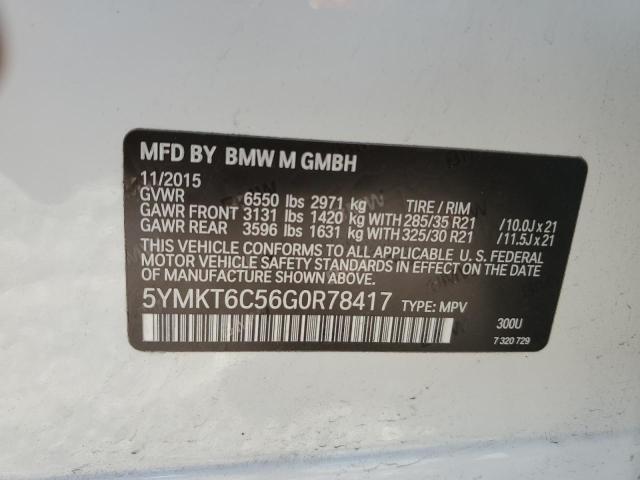 MFD BY BMW M GMBH
11/2015
GVWR 6550 lbs 2971 kg TIRE / RIM
GAWR FRONT 3131 lbs 1420 kg WITH 285/35 R21 / 10.0J x 21
GAWR REAR 3596 lbs 1631 kg WITH 325/30 R21 / 11.5J x 21
THIS VEHICLE CONFORMS TO ALL APPLICABLE U.S. FEDERAL
MOTOR VEHICLE SAFETY STANDARDS IN EFFECT ON THE DATE OF
MANUFACTURE SHOWN ABOVE.
5YMKT6C56G0R78417 TYPE: MPV
300U
7 320 729